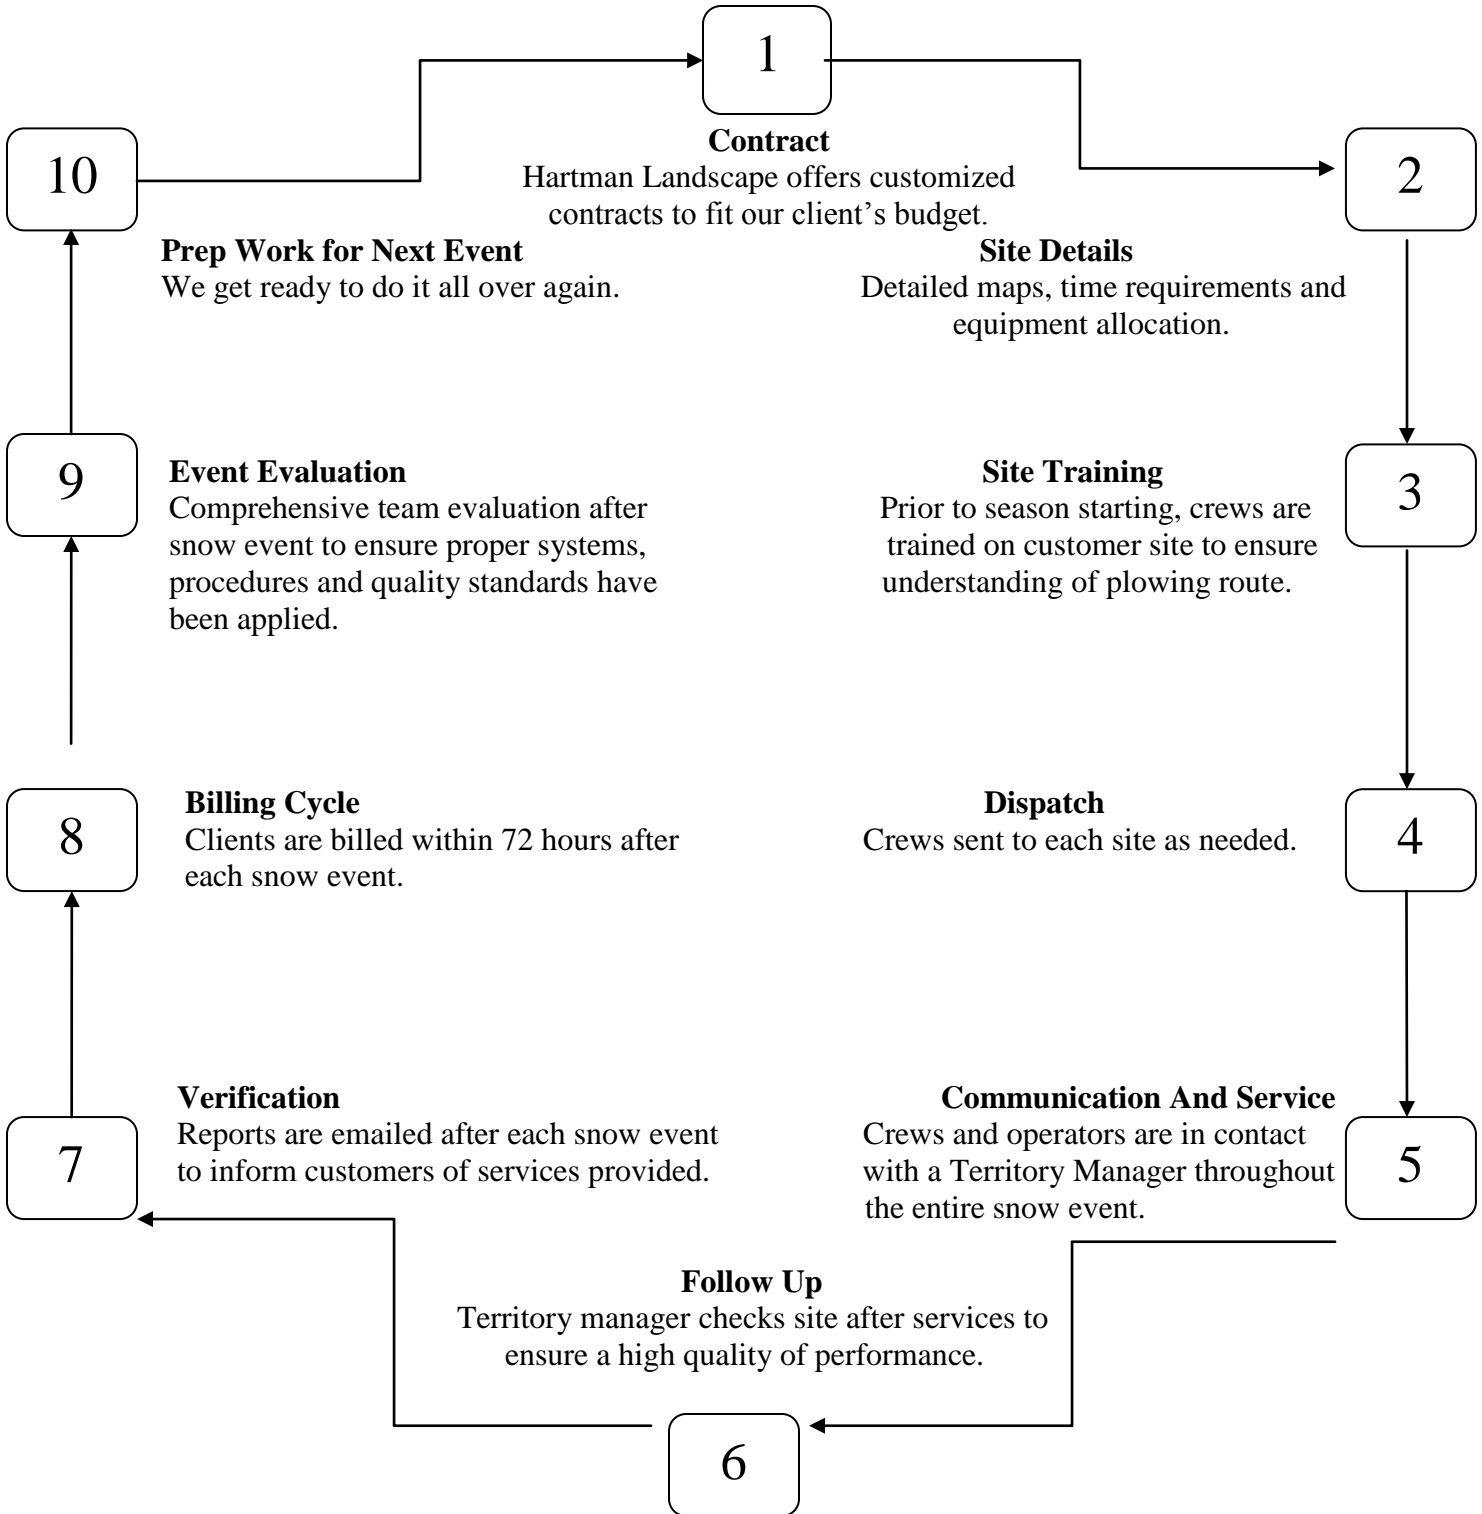 1
Contract
Hartman Landscape offers customized
contracts to fit our client’s budget.
2
Site Details
Detailed maps, time requirements and
equipment allocation.
3
Site Training
Prior to season starting, crews are
trained on customer site to ensure
understanding of plowing route.
4
Dispatch
Crews sent to each site as needed.
5
Communication And Service
Crews and operators are in contact
with a Territory Manager throughout
the entire snow event.
6
Follow Up
Territory manager checks site after services to
ensure a high quality of performance.
7
Verification
Reports are emailed after each snow event
to inform customers of services provided.
8
Billing Cycle
Clients are billed within 72 hours after
each snow event.
9
Event Evaluation
Comprehensive team evaluation after
snow event to ensure proper systems,
procedures and quality standards have
been applied.
10
Prep Work for Next Event
We get ready to do it all over again.